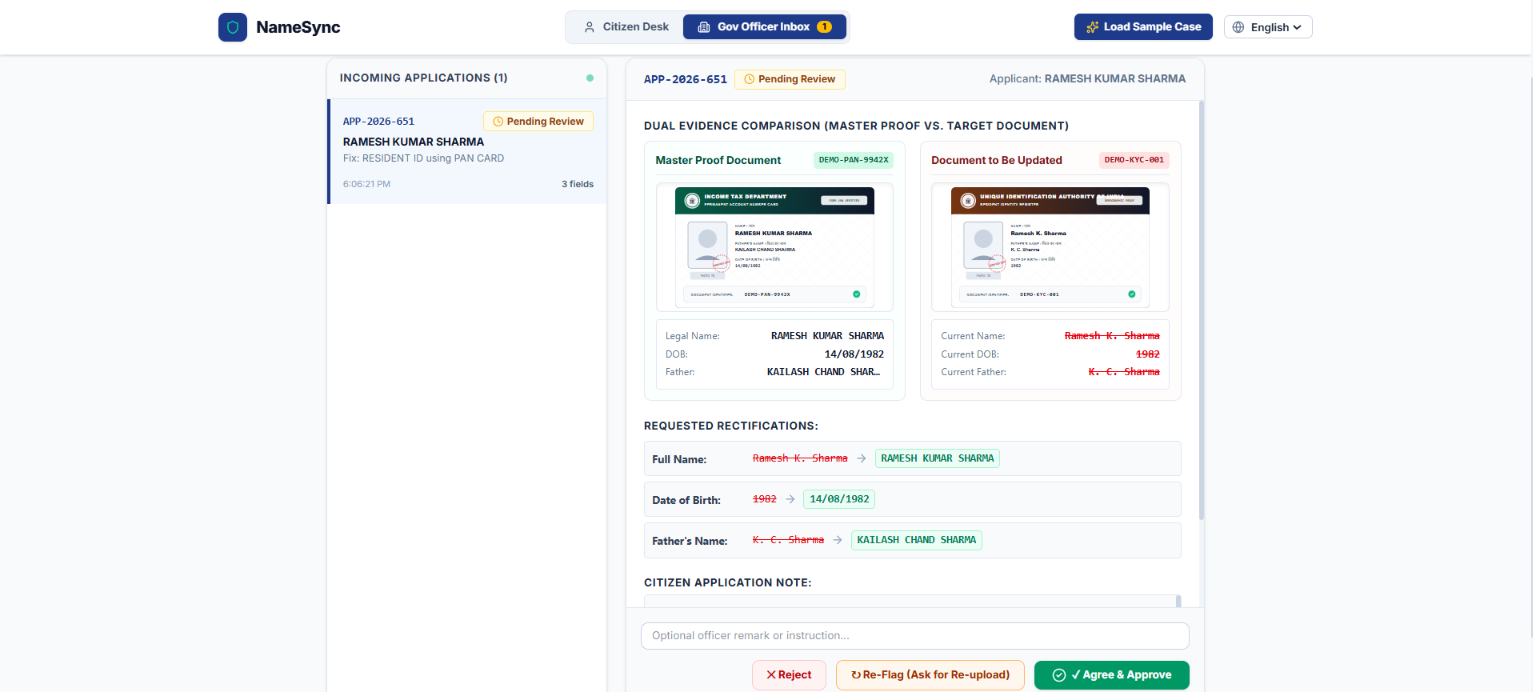 NameSync
Citizen Desk
Gov Officer Inbox 1
Load Sample Case
English
INCOMING APPLICATIONS (1)
APP-2026-651
Pending Review
RAMESH KUMAR SHARMA
Fix: RESIDENT ID using PAN CARD
6:06:21 PM
3 fields
APP-2026-651
Pending Review
Applicant: RAMESH KUMAR SHARMA
DUAL EVIDENCE COMPARISON (MASTER PROOF VS. TARGET DOCUMENT)
Master Proof Document
DEMO-PAN-9942X
INCOME TAX DEPARTMENT
PERMANENT ACCOUNT NUMBER CARD
RAMESH KUMAR SHARMA
KAILASH CHAND SHARMA
14/08/1982
DEMO-PAN-9942X
Legal Name: RAMESH KUMAR SHARMA
DOB: 14/08/1982
Father: KAILASH CHAND SHAR…
Document to Be Updated
DEMO-KYC-001
UNIQUE IDENTIFICATION AUTHORITY
RESIDENT IDENTITY REGISTER
Ramesh K. Sharma
K. C. Sharma
1982
DEMO-KYC-001
Current Name: Ramesh K. Sharma
Current DOB: 1982
Current Father: K. C. Sharma
REQUESTED RECTIFICATIONS:
Full Name: Ramesh K. Sharma → RAMESH KUMAR SHARMA
Date of Birth: 1982 → 14/08/1982
Father's Name: K. C. Sharma → KAILASH CHAND SHARMA
CITIZEN APPLICATION NOTE:
Optional officer remark or instruction...
✕ Reject
↻ Re-Flag (Ask for Re-upload)
✓ Agree & Approve